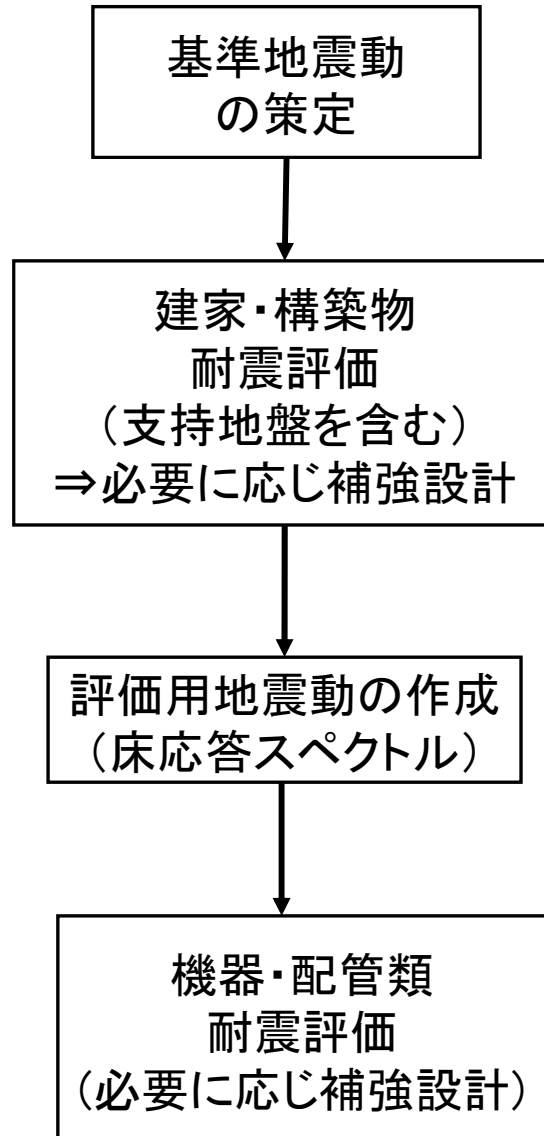 基準地震動
の策定
建家・構築物
耐震評価
（支持地盤を含む）
⇒必要に応じ補強設計
評価用地震動の作成
（床応答スペクトル）
機器・配管類
耐震評価
（必要に応じ補強設計）